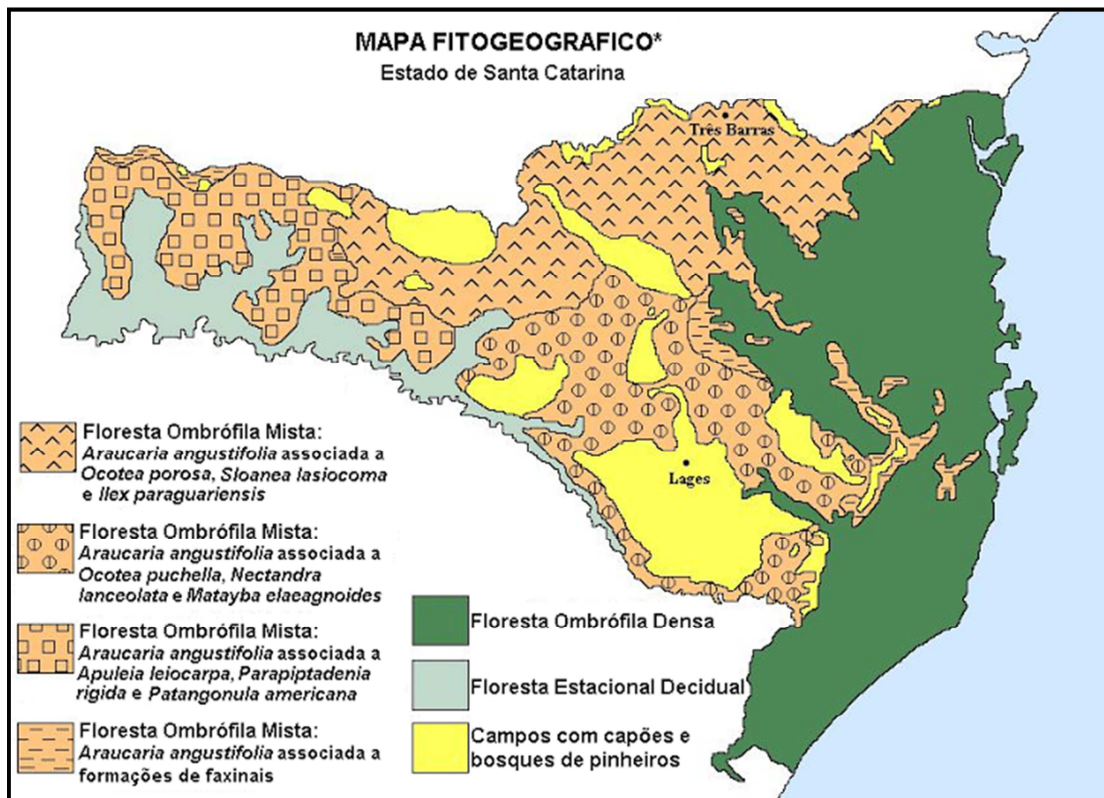 MAPA FITOGEOGRAFICO*
Estado de Santa Catarina
Três Barras
Lages
Floresta Ombrófila Mista:
Araucaria angustifolia associada a
Ocotea porosa, Sloanea lasiocoma
e Ilex paraguariensis
Floresta Ombrófila Mista:
Araucaria angustifolia associada a
Ocotea puchella, Nectandra
lanceolata e Matayba elaeagnoides
Floresta Ombrófila Mista:
Araucaria angustifolia associada a
Apuleia leiocarpa, Parapiptadenia
rigida e Patangonula americana
Floresta Ombrófila Mista:
Araucaria angustifolia associada a
formações de faxinais
Floresta Ombrófila Densa
Floresta Estacional Decidual
Campos com capões e
bosques de pinheiros